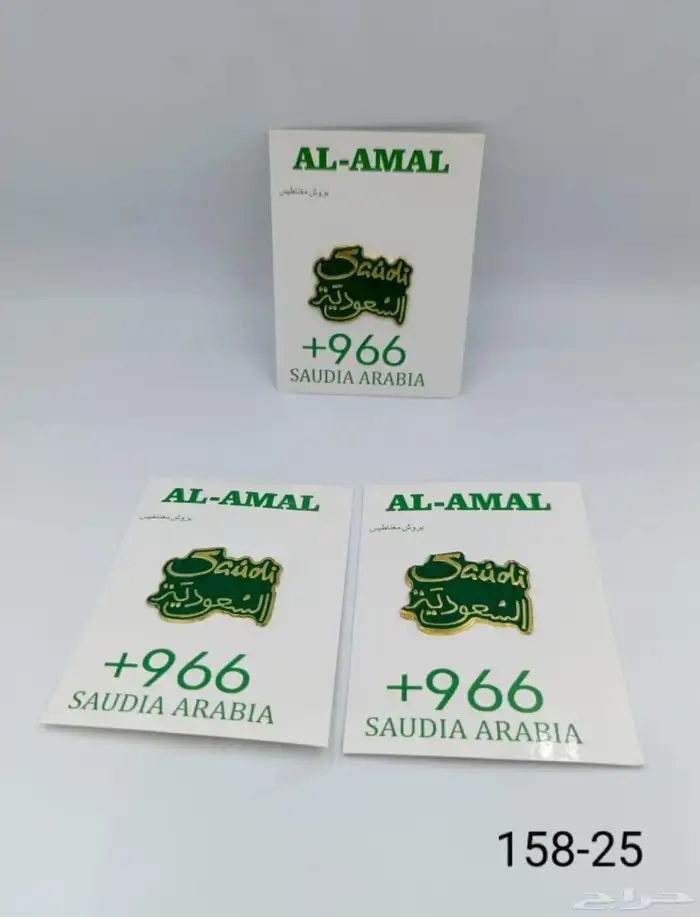 AL-AMAL
بروش مغناطيس
Saudi
السعودية
+966
SAUDIA ARABIA
AL-AMAL
بروش مغناطيس
Saudi
السعودية
+966
SAUDIA ARABIA
AL-AMAL
بروش مغناطيس
Saudi
السعودية
+966
SAUDIA ARABIA
158-25
حراج